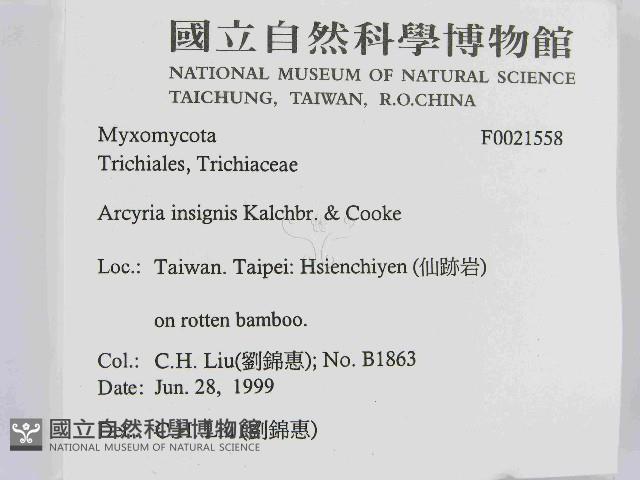 國立自然科學博物館
NATIONAL MUSEUM OF NATURAL SCIENCE
TAICHUNG, TAIWAN, R.O.CHINA
Myxomycota F0021558
Trichiales, Trichiaceae
Arcyria insignis Kalchbr. & Cooke
Loc.: Taiwan. Taipei: Hsienchiyen (仙跡岩)
on rotten bamboo.
Col.: C.H. Liu(劉錦惠); No. B1863
Date: Jun. 28, 1999
(劉錦惠)
國立自然科學博物館
NATIONAL MUSEUM OF NATURAL SCIENCE